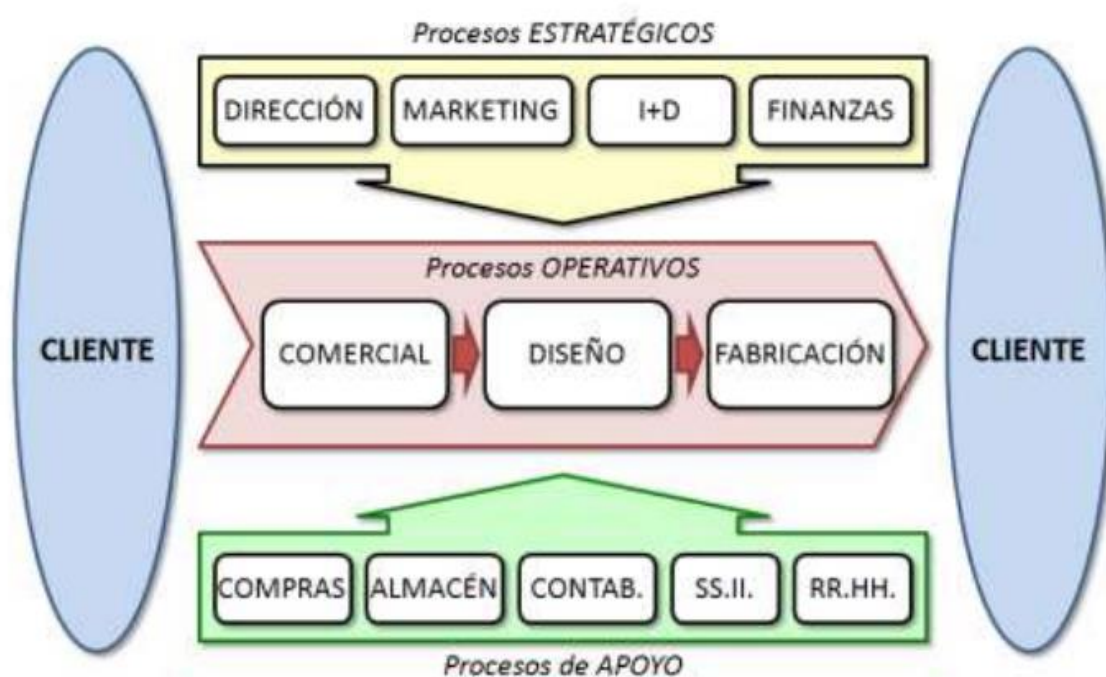 Procesos ESTRATÉGICOS
DIRECCIÓN
MARKETING
I+D
FINANZAS
CLIENTE
Procesos OPERATIVOS
COMERCIAL
DISEÑO
FABRICACIÓN
CLIENTE
COMPRAS
ALMACÉN
CONTAB.
SS.II.
RR.HH.
Procesos de APOYO